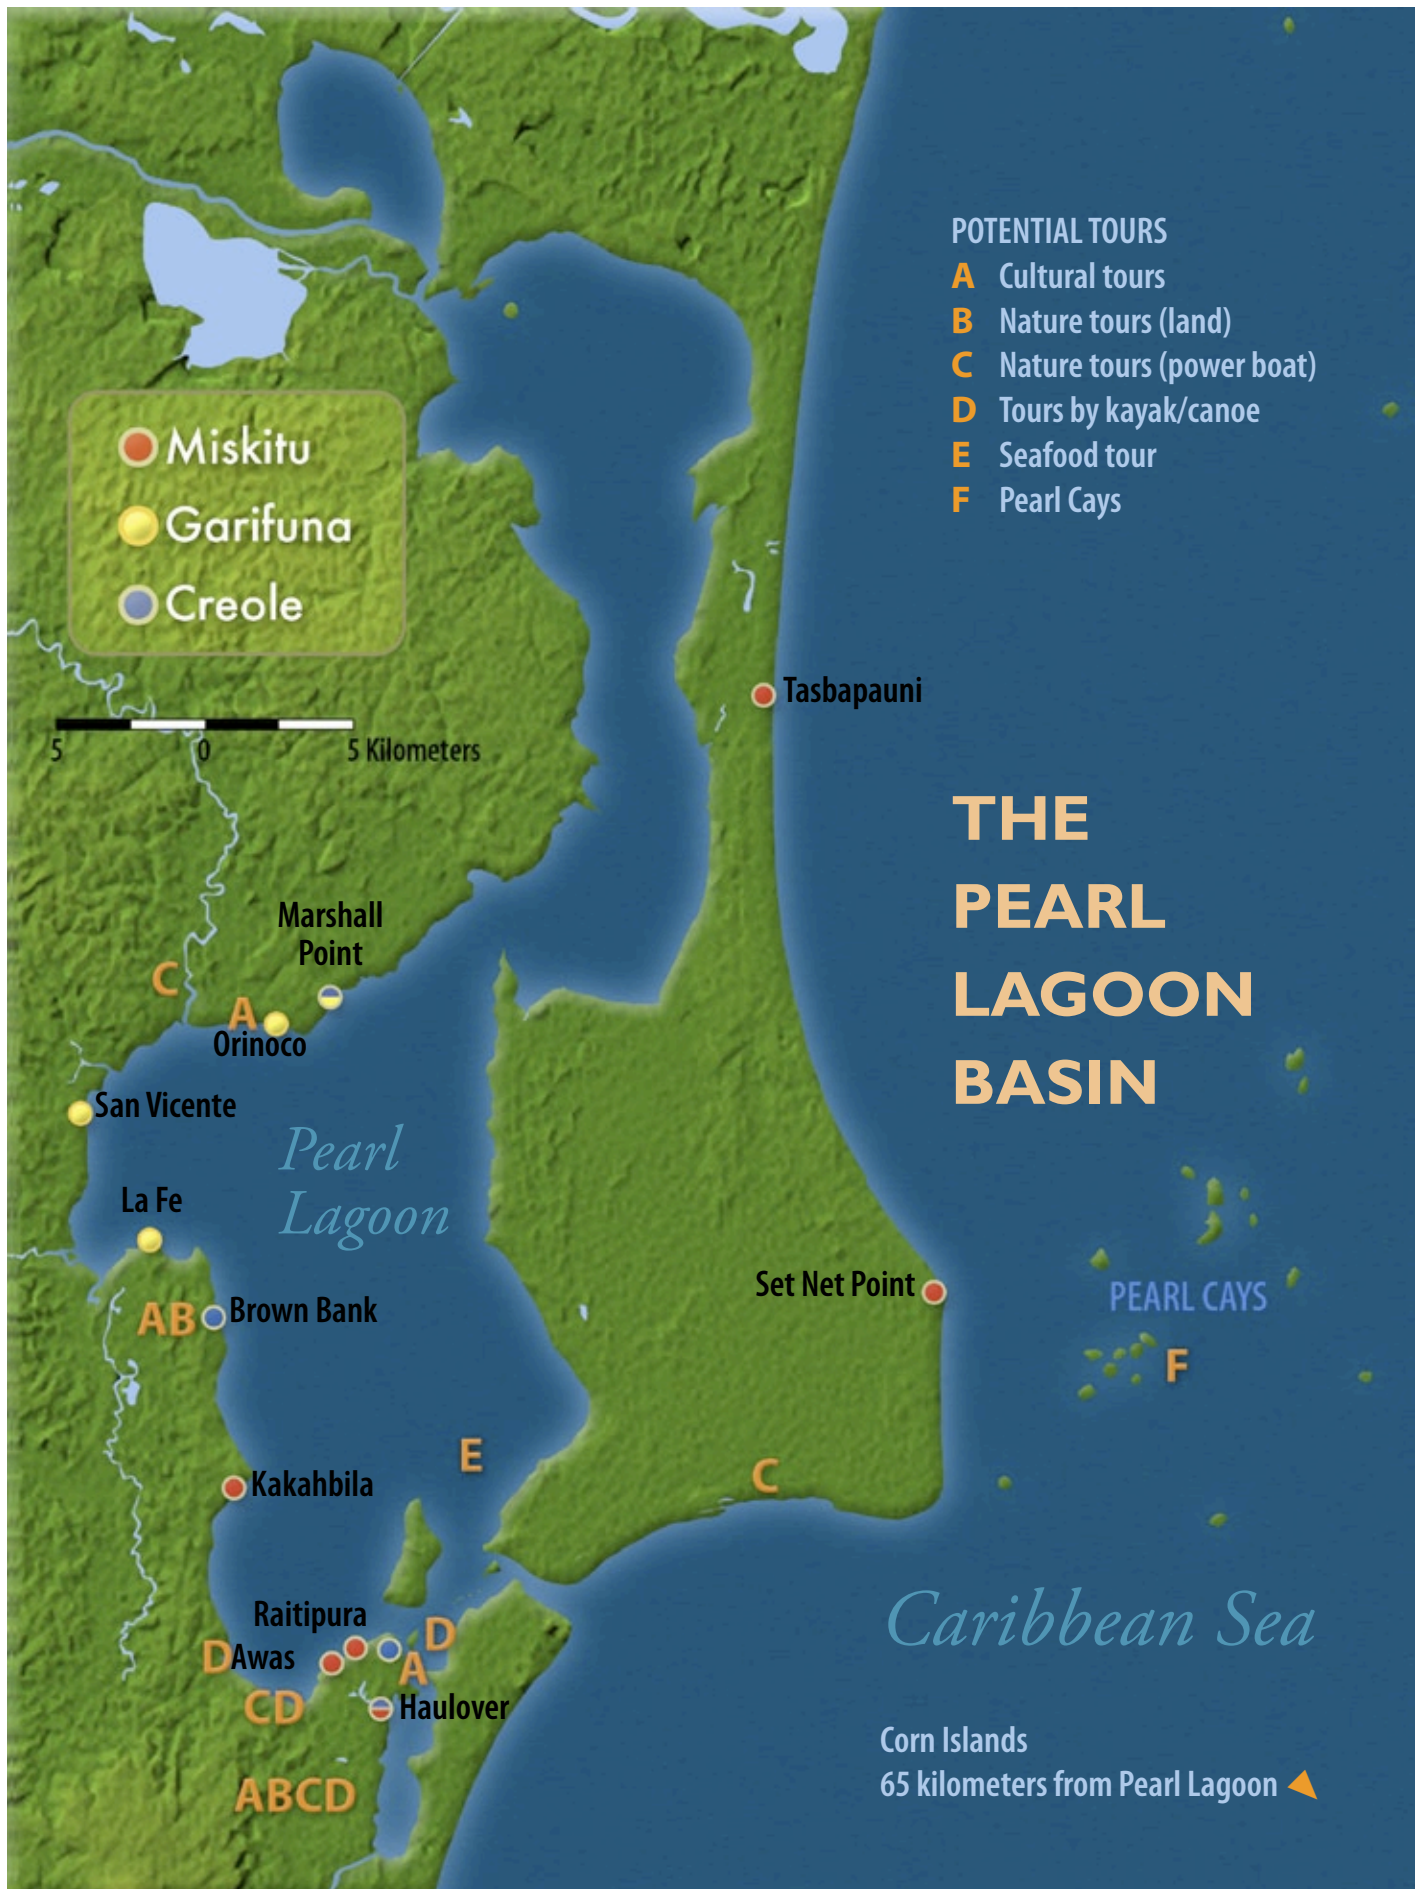 POTENTIAL TOURS
A Cultural tours
B Nature tours (land)
C Nature tours (power boat)
D Tours by kayak/canoe
E Seafood tour
F Pearl Cays
Miskitu
Garifuna
Creole
5 0 5 Kilometers
Tasbapauni
THE
PEARL
LAGOON
BASIN
Marshall
Point
C
A
Orinoco
San Vicente
Pearl
Lagoon
La Fe
AB
Brown Bank
Set Net Point
PEARL CAYS
F
E
C
Kakahbila
Raitipura
D
D
Awas
A
CD
Haulover
Caribbean Sea
Corn Islands
65 kilometers from Pearl Lagoon
ABCD